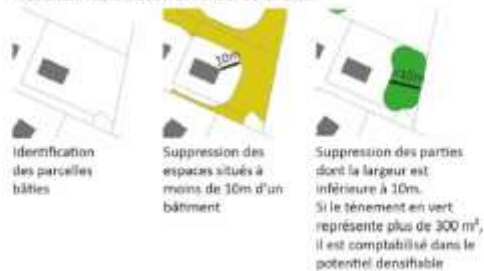 10m
<10m
Identification
des parcelles
bâties
Suppression des
espaces situés à
moins de 10m d'un
bâtiment
Suppression des parties
dont la largeur est
inférieure à 10m.
Si le tènement en vert
représente plus de 300 m²,
il est comptabilisé dans le
potentiel densifiable